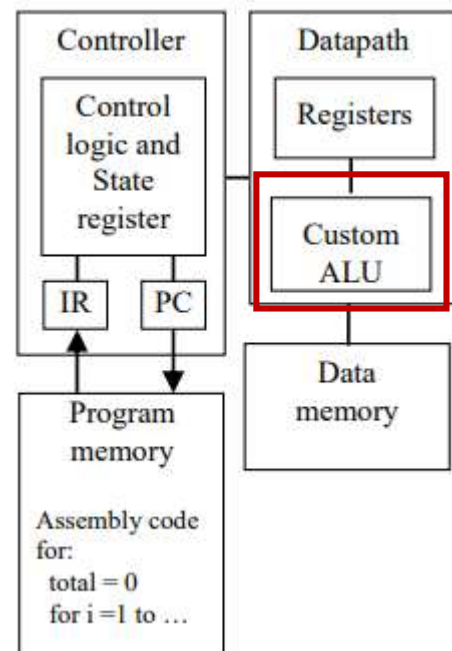 Controller
Control
logic and
State
register
IR
PC
Datapath
Registers
Custom
ALU
Data
memory
Program
memory
Assembly code
for:
total = 0
for i =1 to …